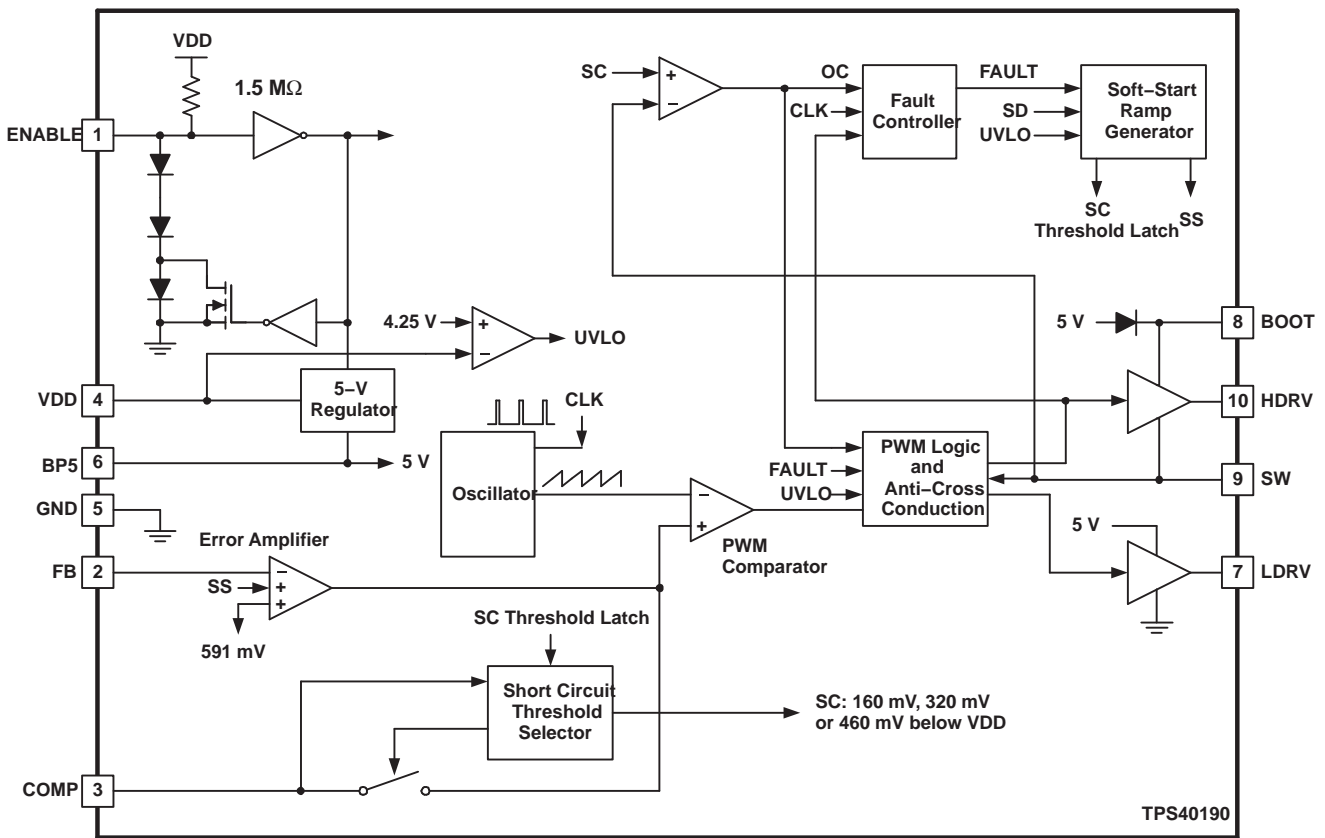 VDD
1.5 MΩ
ENABLE
1
SC
+
−
OC
CLK
Fault
Controller
FAULT
SD
UVLO
Soft−Start
Ramp
Generator
SC
Threshold Latch
SS
4.25 V
+
−
UVLO
5 V
8
BOOT
VDD
4
5−V
Regulator
10
HDRV
BP6
6
5 V
CLK
Oscillator
PWM Logic
and
Anti−Cross
Conduction
FAULT
UVLO
9
SW
GND
5
−
+
PWM
Comparator
5 V
Error Amplifier
FB
2
−
SS
+
+
591 mV
7
LDRV
SC Threshold Latch
Short Circuit
Threshold
Selector
SC: 160 mV, 320 mV
or 460 mV below VDD
COMP
3
TPS40190